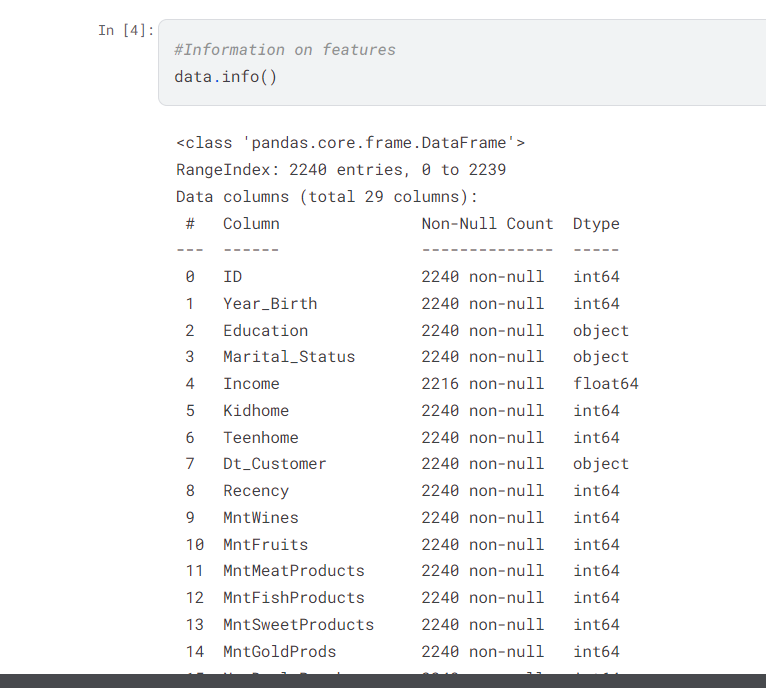 In [4]:
#Information on features
data.info()
<class 'pandas.core.frame.DataFrame'>
RangeIndex: 2240 entries, 0 to 2239
Data columns (total 29 columns):
 #   Column               Non-Null Count  Dtype
---  ------               --------------  -----
 0   ID                   2240 non-null   int64
 1   Year_Birth           2240 non-null   int64
 2   Education            2240 non-null   object
 3   Marital_Status       2240 non-null   object
 4   Income               2216 non-null   float64
 5   Kidhome              2240 non-null   int64
 6   Teenhome             2240 non-null   int64
 7   Dt_Customer          2240 non-null   object
 8   Recency              2240 non-null   int64
 9   MntWines             2240 non-null   int64
 10  MntFruits            2240 non-null   int64
 11  MntMeatProducts      2240 non-null   int64
 12  MntFishProducts      2240 non-null   int64
 13  MntSweetProducts     2240 non-null   int64
 14  MntGoldProds         2240 non-null   int64